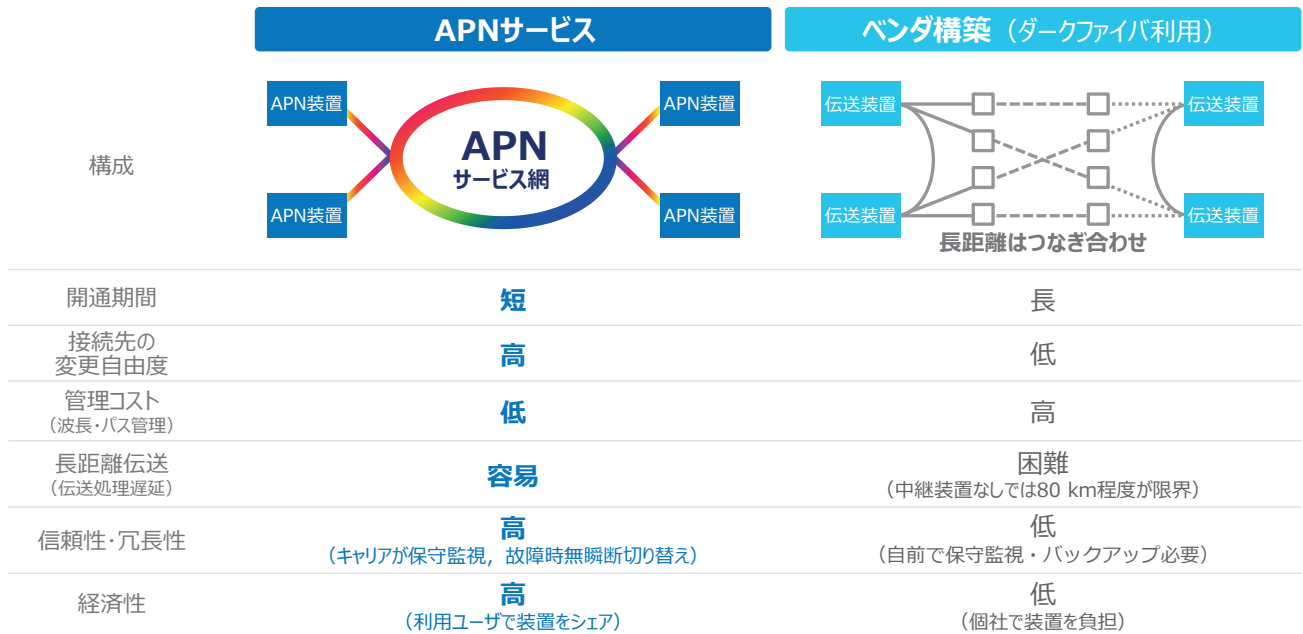 APNサービス
ベンダ構築（ダークファイバ利用）
構成
APN装置
APN装置
APN
サービス網
APN装置
APN装置
伝送装置
伝送装置
伝送装置
伝送装置
長距離はつなぎ合わせ
開通期間
短
長
接続先の
変更自由度
高
低
管理コスト
（波長・パス管理）
低
高
長距離伝送
（伝送処理遅延）
容易
困難
（中継装置なしでは80 km程度が限界）
信頼性・冗長性
高
（キャリアが保守監視，故障時無瞬断切り替え）
低
（自前で保守監視・バックアップ必要）
経済性
高
（利用ユーザで装置をシェア）
低
（個社で装置を負担）